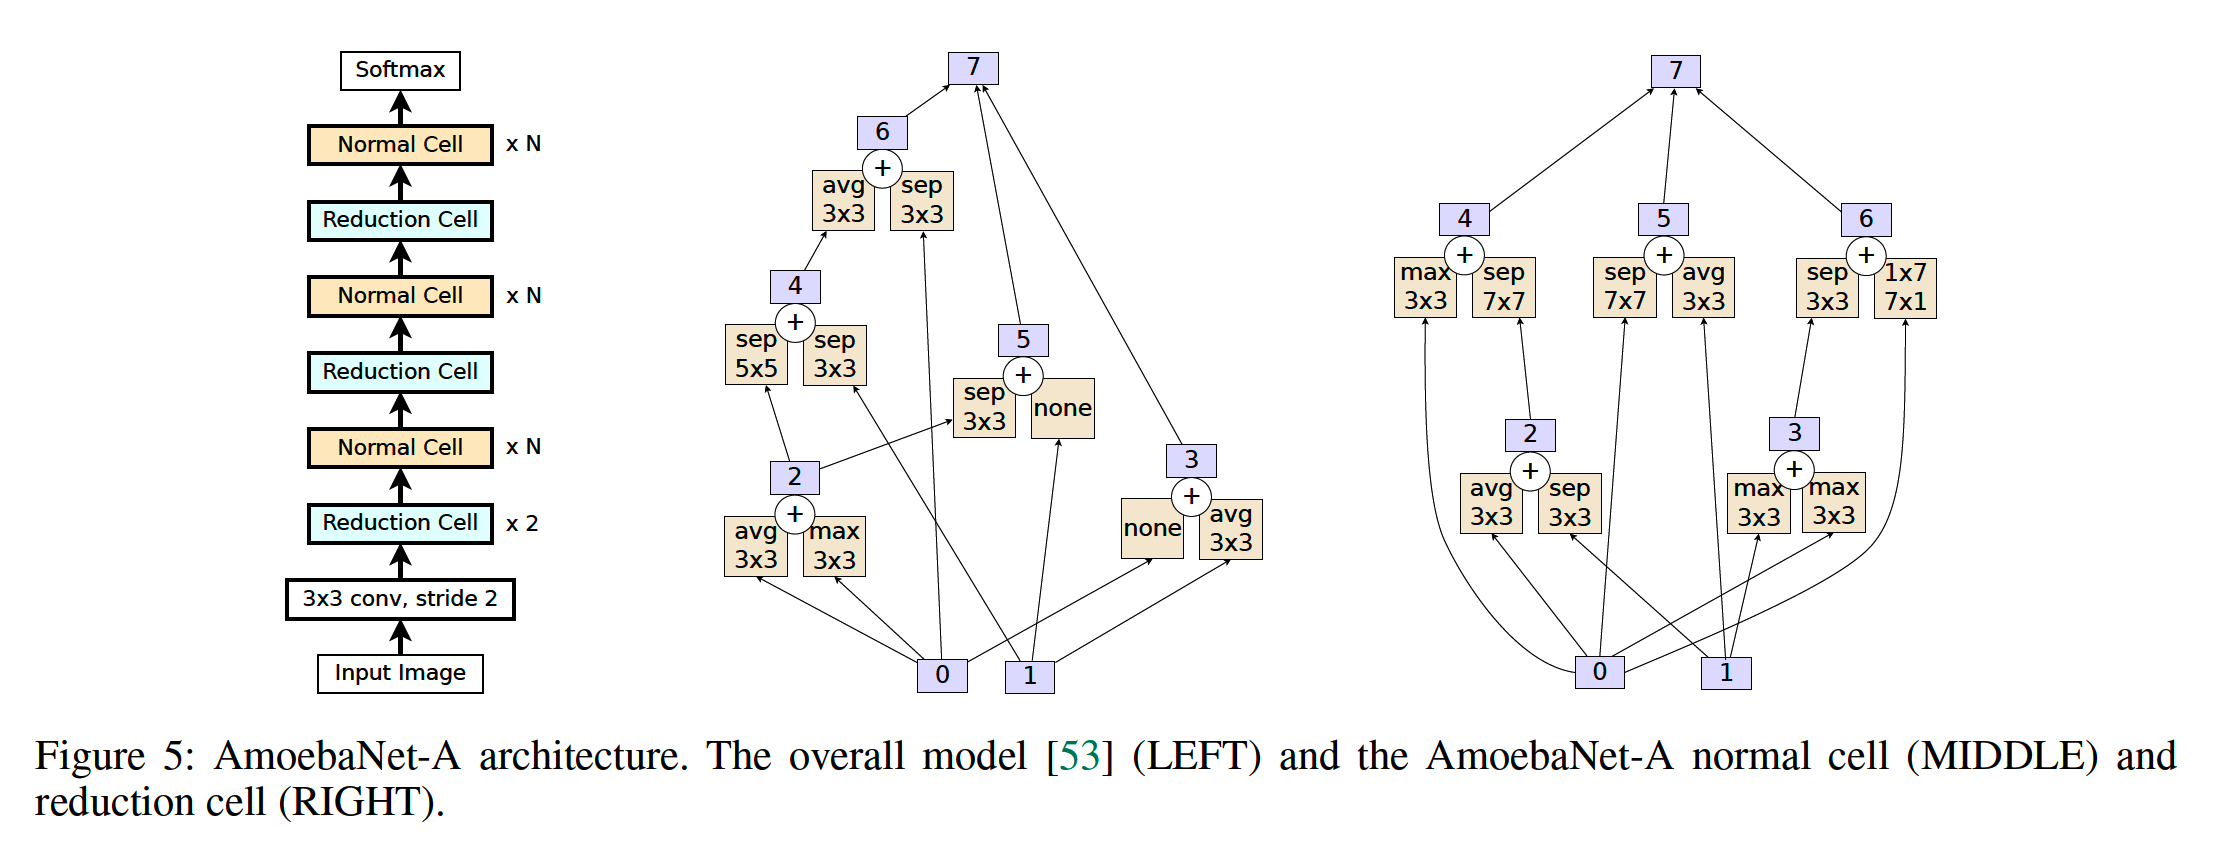 Softmax
Normal Cell x N
Reduction Cell
Normal Cell x N
Reduction Cell
Normal Cell x N
Reduction Cell x 2
3x3 conv, stride 2
Input Image
7
6
+
avg sep
3x3 3x3
4
+
sep sep
5x5 3x3
5
+
sep none
3x3
2
+
avg max
3x3 3x3
3
+
none avg
3x3
0 1
7
4 5 6
+ + +
max sep sep avg sep 1x7
3x3 7x7 7x7 3x3 3x3 7x1
2 3
+ +
avg sep max max
3x3 3x3 3x3 3x3
0 1
Figure 5: AmoebaNet-A architecture. The overall model [53] (LEFT) and the AmoebaNet-A normal cell (MIDDLE) and
reduction cell (RIGHT).